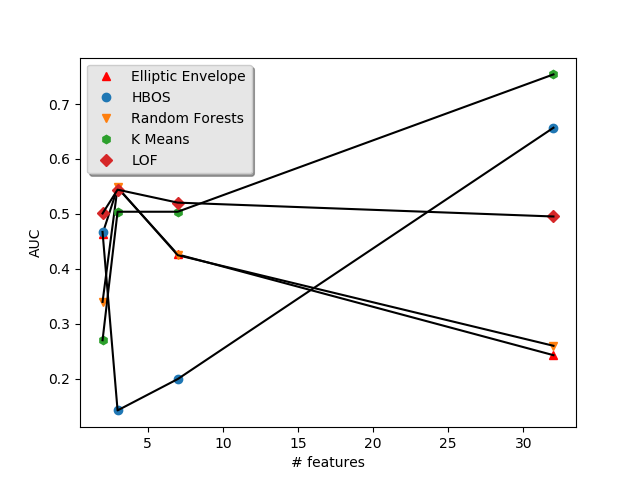 Elliptic Envelope
HBOS
Random Forests
K Means
LOF
0.7
0.6
0.5
0.4
0.3
0.2
AUC
5 10 15 20 25 30
# features